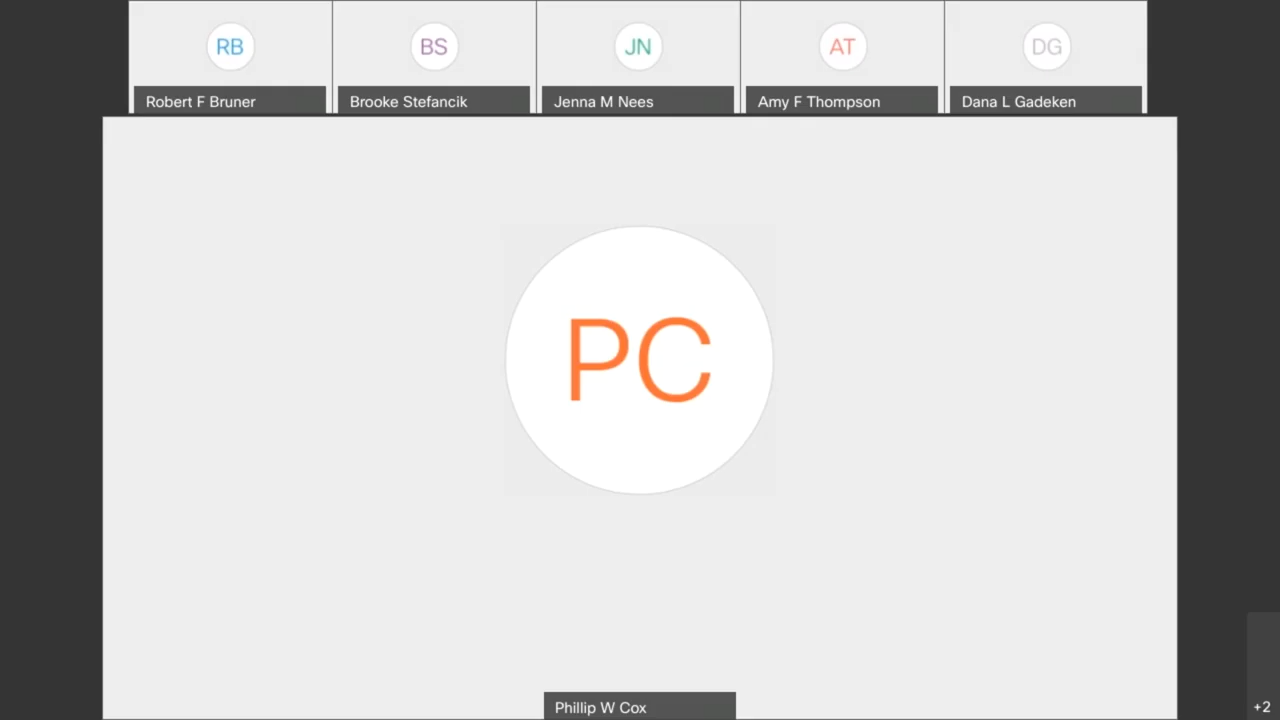 RB
BS
JN
AT
DG
Robert F Bruner
Brooke Stefancik
Jenna M Nees
Amy F Thompson
Dana L Gadeken
PC
Phillip W Cox
+2